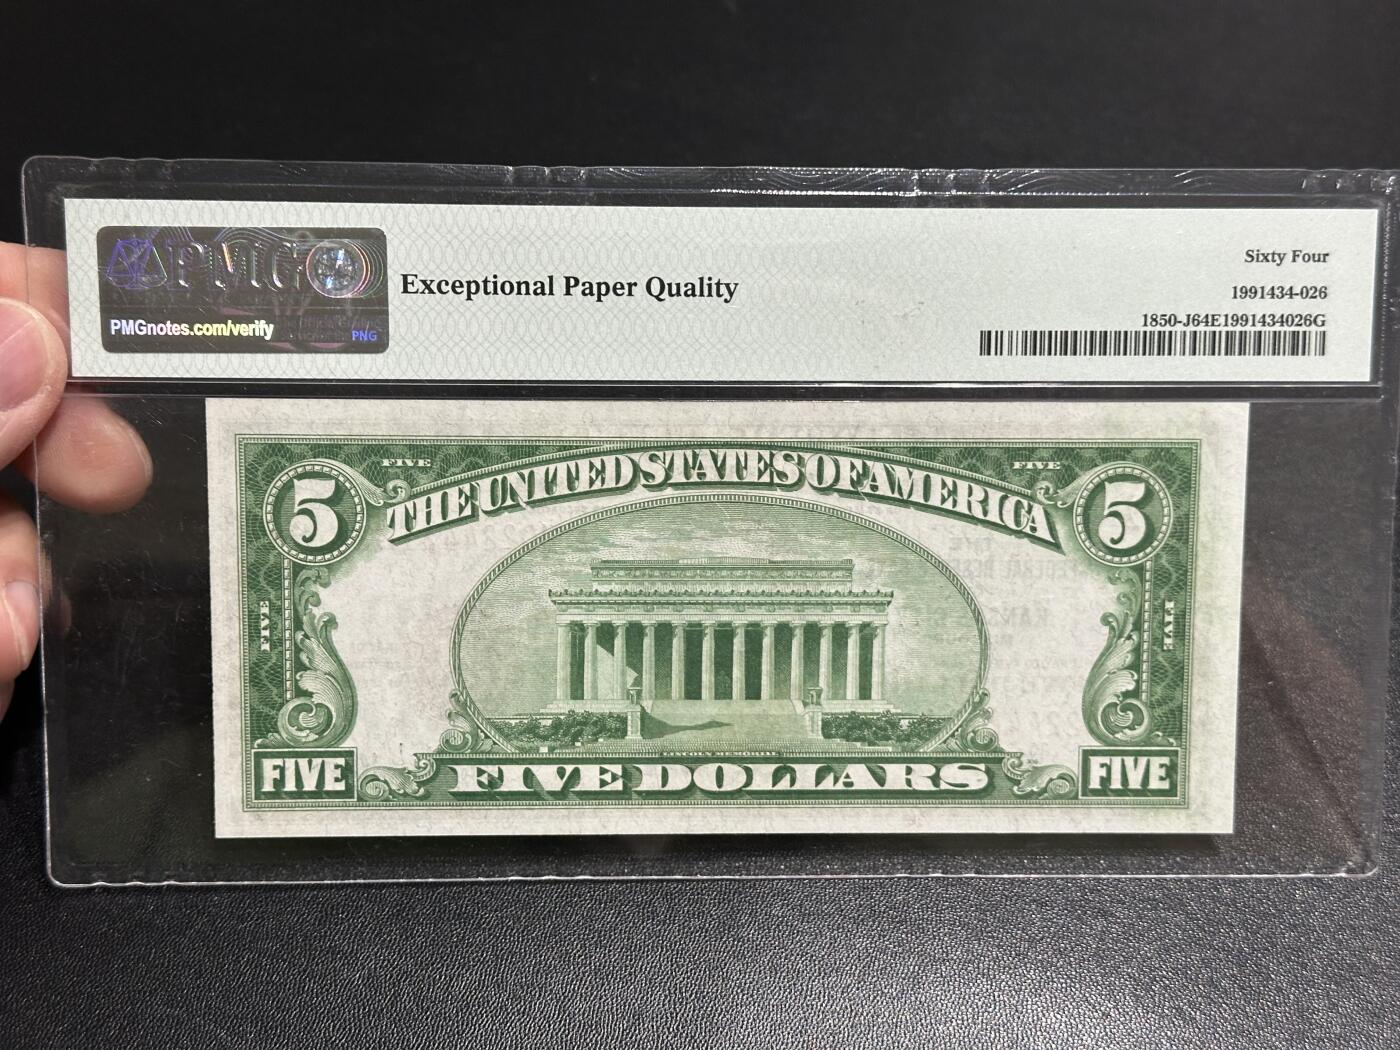 PMG
PMGnotes.com/verify
PNG
Exceptional Paper Quality
Sixty Four
1991434-026
1850-J64E1991434026G
FIVE
FIVE
THE UNITED STATES OF AMERICA
5
5
FIVE
FIVE
LINCOLN MEMORIAL
FIVE
FIVE DOLLARS
FIVE